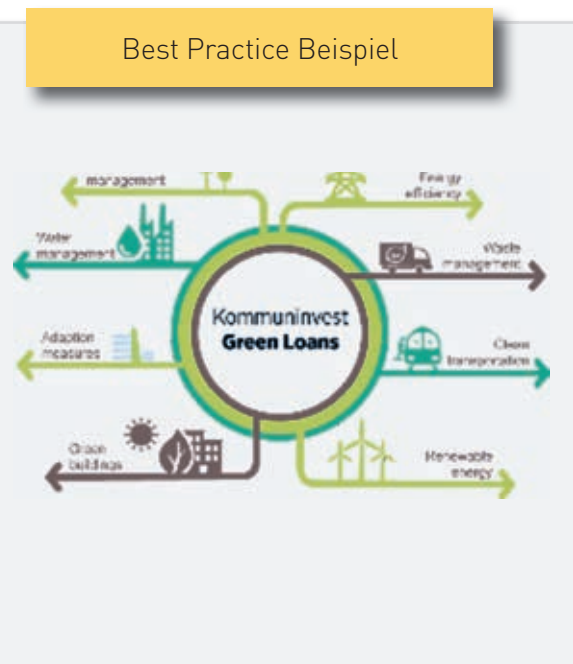 Best Practice Beispiel
management
Energy
efficiency
Water
management
Waste
management
Kommuninvest
Green Loans
Adaption
measures
Clean
transportation
Green
buildings
Renewable
energy